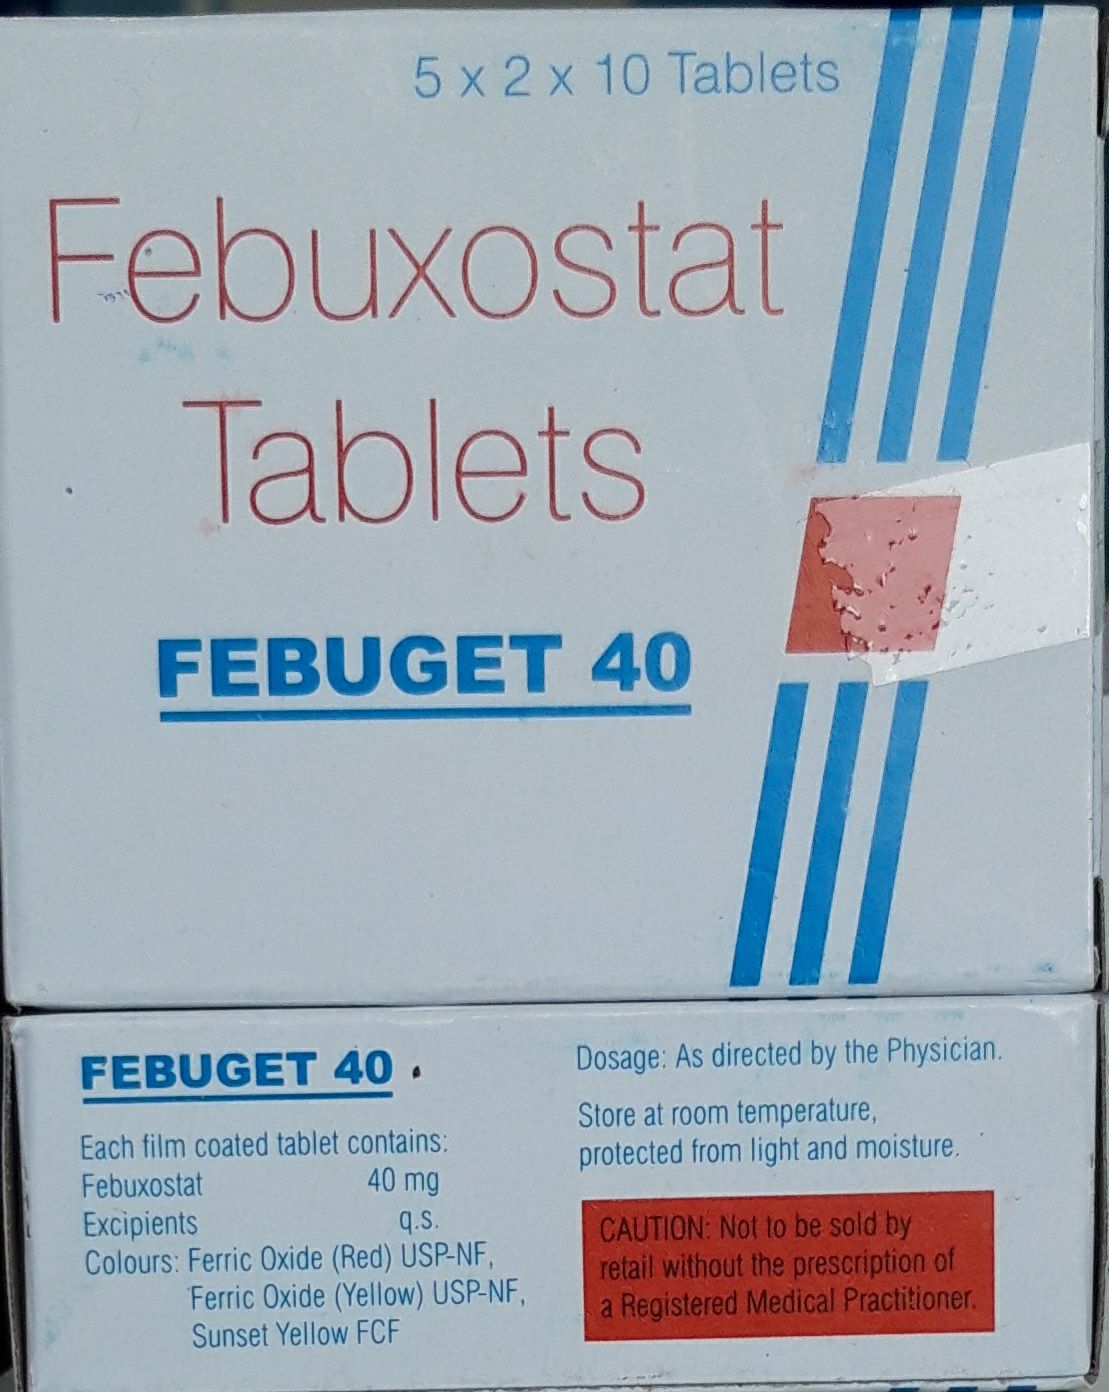 5 x 2 x 10 Tablets
Febuxostat
Tablets
FEBUGET 40
FEBUGET 40
Each film coated tablet contains:
Febuxostat 40 mg
Excipients q.s.
Colours: Ferric Oxide (Red) USP-NF,
Ferric Oxide (Yellow) USP-NF,
Sunset Yellow FCF
Dosage: As directed by the Physician.
Store at room temperature,
protected from light and moisture.
CAUTION: Not to be sold by
retail without the prescription of
a Registered Medical Practitioner.